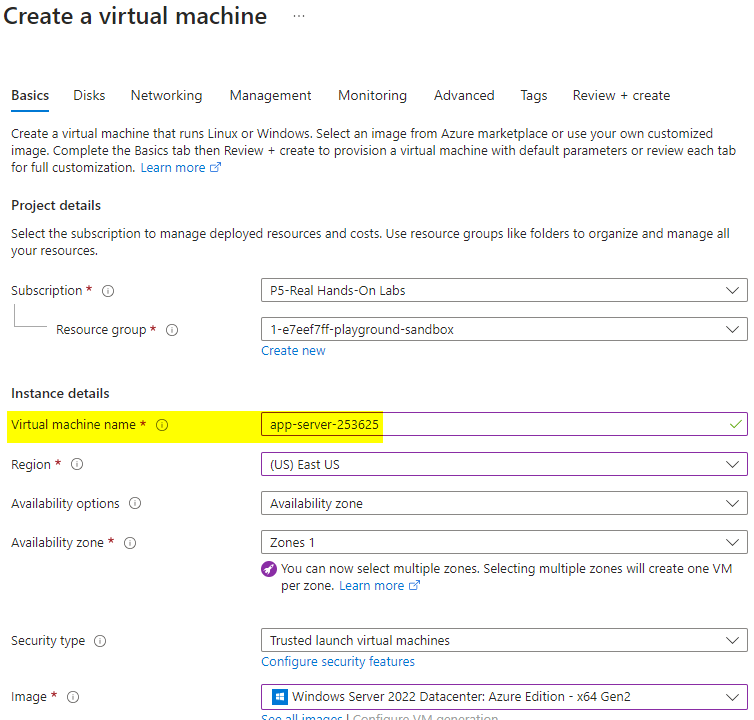 Create a virtual machine ...
Basics Disks Networking Management Monitoring Advanced Tags Review + create
Create a virtual machine that runs Linux or Windows. Select an image from Azure marketplace or use your own customized
image. Complete the Basics tab then Review + create to provision a virtual machine with default parameters or review each tab
for full customization. Learn more
Project details
Select the subscription to manage deployed resources and costs. Use resource groups like folders to organize and manage all
your resources.
Subscription * P5-Real Hands-On Labs
Resource group * 1-e7eef7ff-playground-sandbox
Create new
Instance details
Virtual machine name * app-server-253625
Region * (US) East US
Availability options Availability zone
Availability zone * Zones 1
You can now select multiple zones. Selecting multiple zones will create one VM
per zone. Learn more
Security type Trusted launch virtual machines
Configure security features
Image * Windows Server 2022 Datacenter: Azure Edition - x64 Gen2
See all images | Configure VM generation